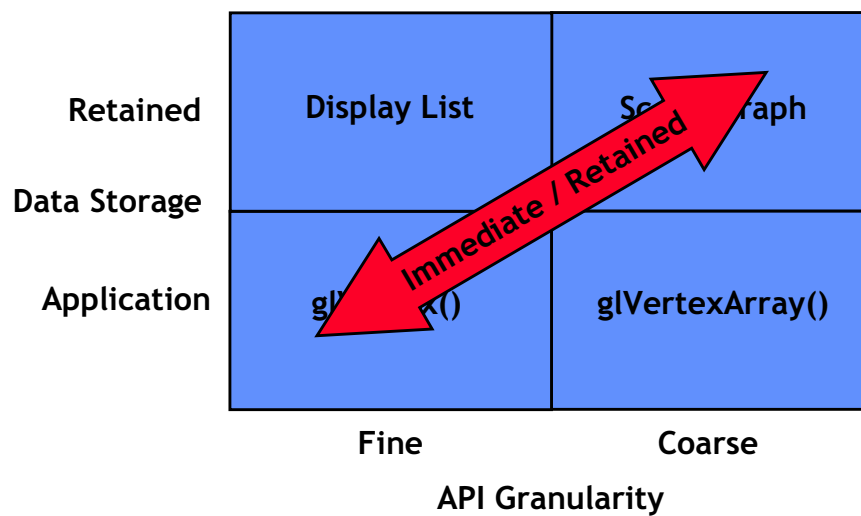 Retained
Display List
Data Storage
Immediate / Retained
Application
glVertexArray()
Fine
Coarse
API Granularity